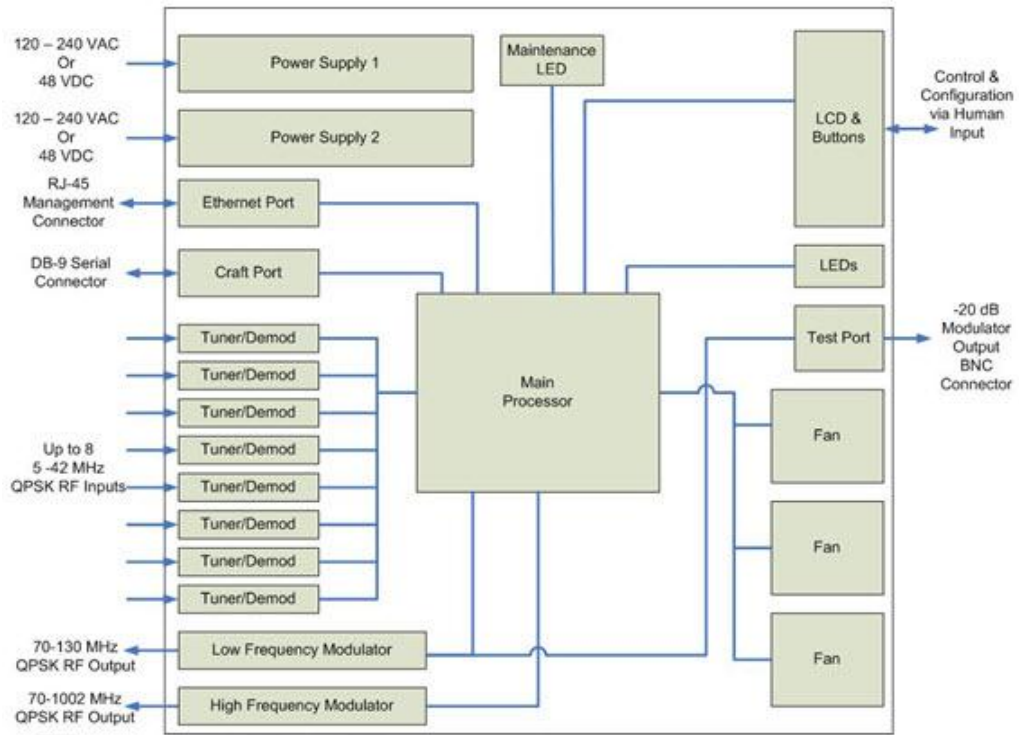 120 – 240 VAC
Or
48 VDC
Power Supply 1
Maintenance
LED
LCD &
Buttons
Control &
Configuration
via Human
Input
120 – 240 VAC
Or
48 VDC
Power Supply 2
RJ-45
Management
Connector
Ethernet Port
DB-9 Serial
Connector
Craft Port
LEDs
Main
Processor
Test Port
-20 dB
Modulator
Output
BNC
Connector
Up to 8
5 -42 MHz
QPSK RF Inputs
Tuner/Demod
Tuner/Demod
Tuner/Demod
Tuner/Demod
Tuner/Demod
Tuner/Demod
Tuner/Demod
Tuner/Demod
Fan
Fan
Fan
70-130 MHz
QPSK RF Output
Low Frequency Modulator
70-1002 MHz
QPSK RF Output
High Frequency Modulator